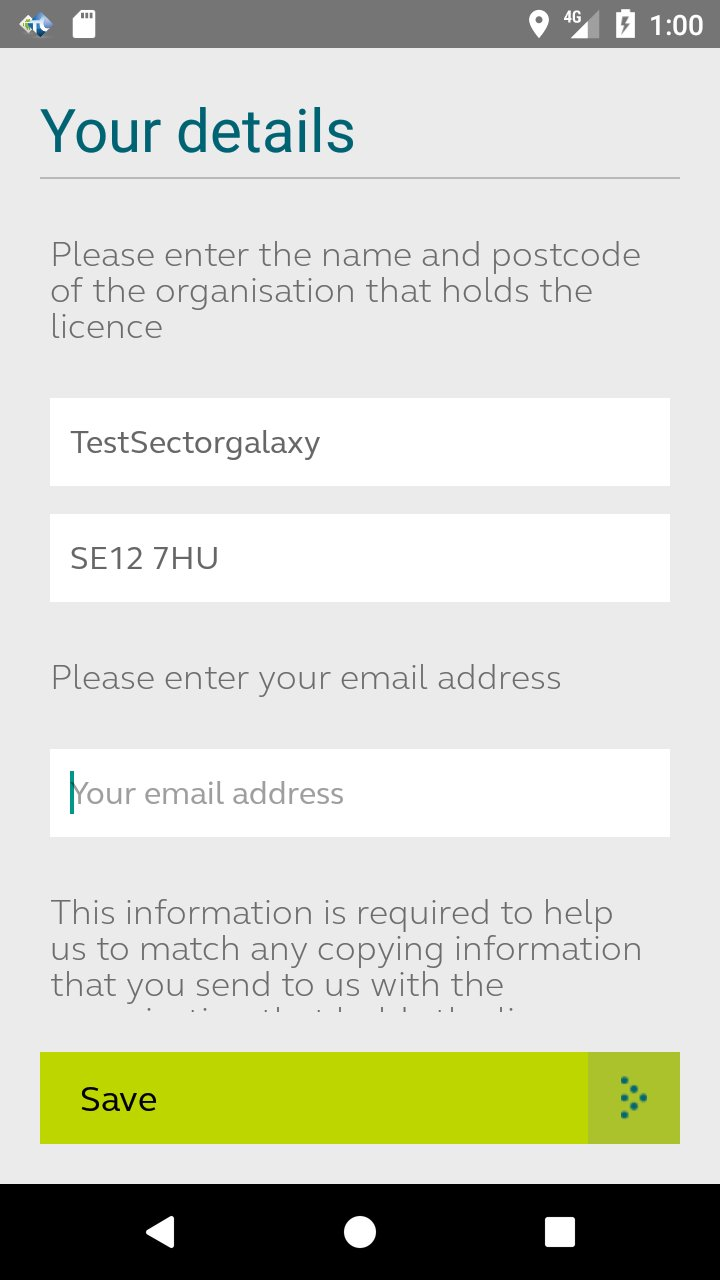 4G 1:00
Your details
Please enter the name and postcode
of the organisation that holds the
licence
TestSectorgalaxy
SE12 7HU
Please enter your email address
Your email address
This information is required to help
us to match any copying information
that you send to us with the
Save